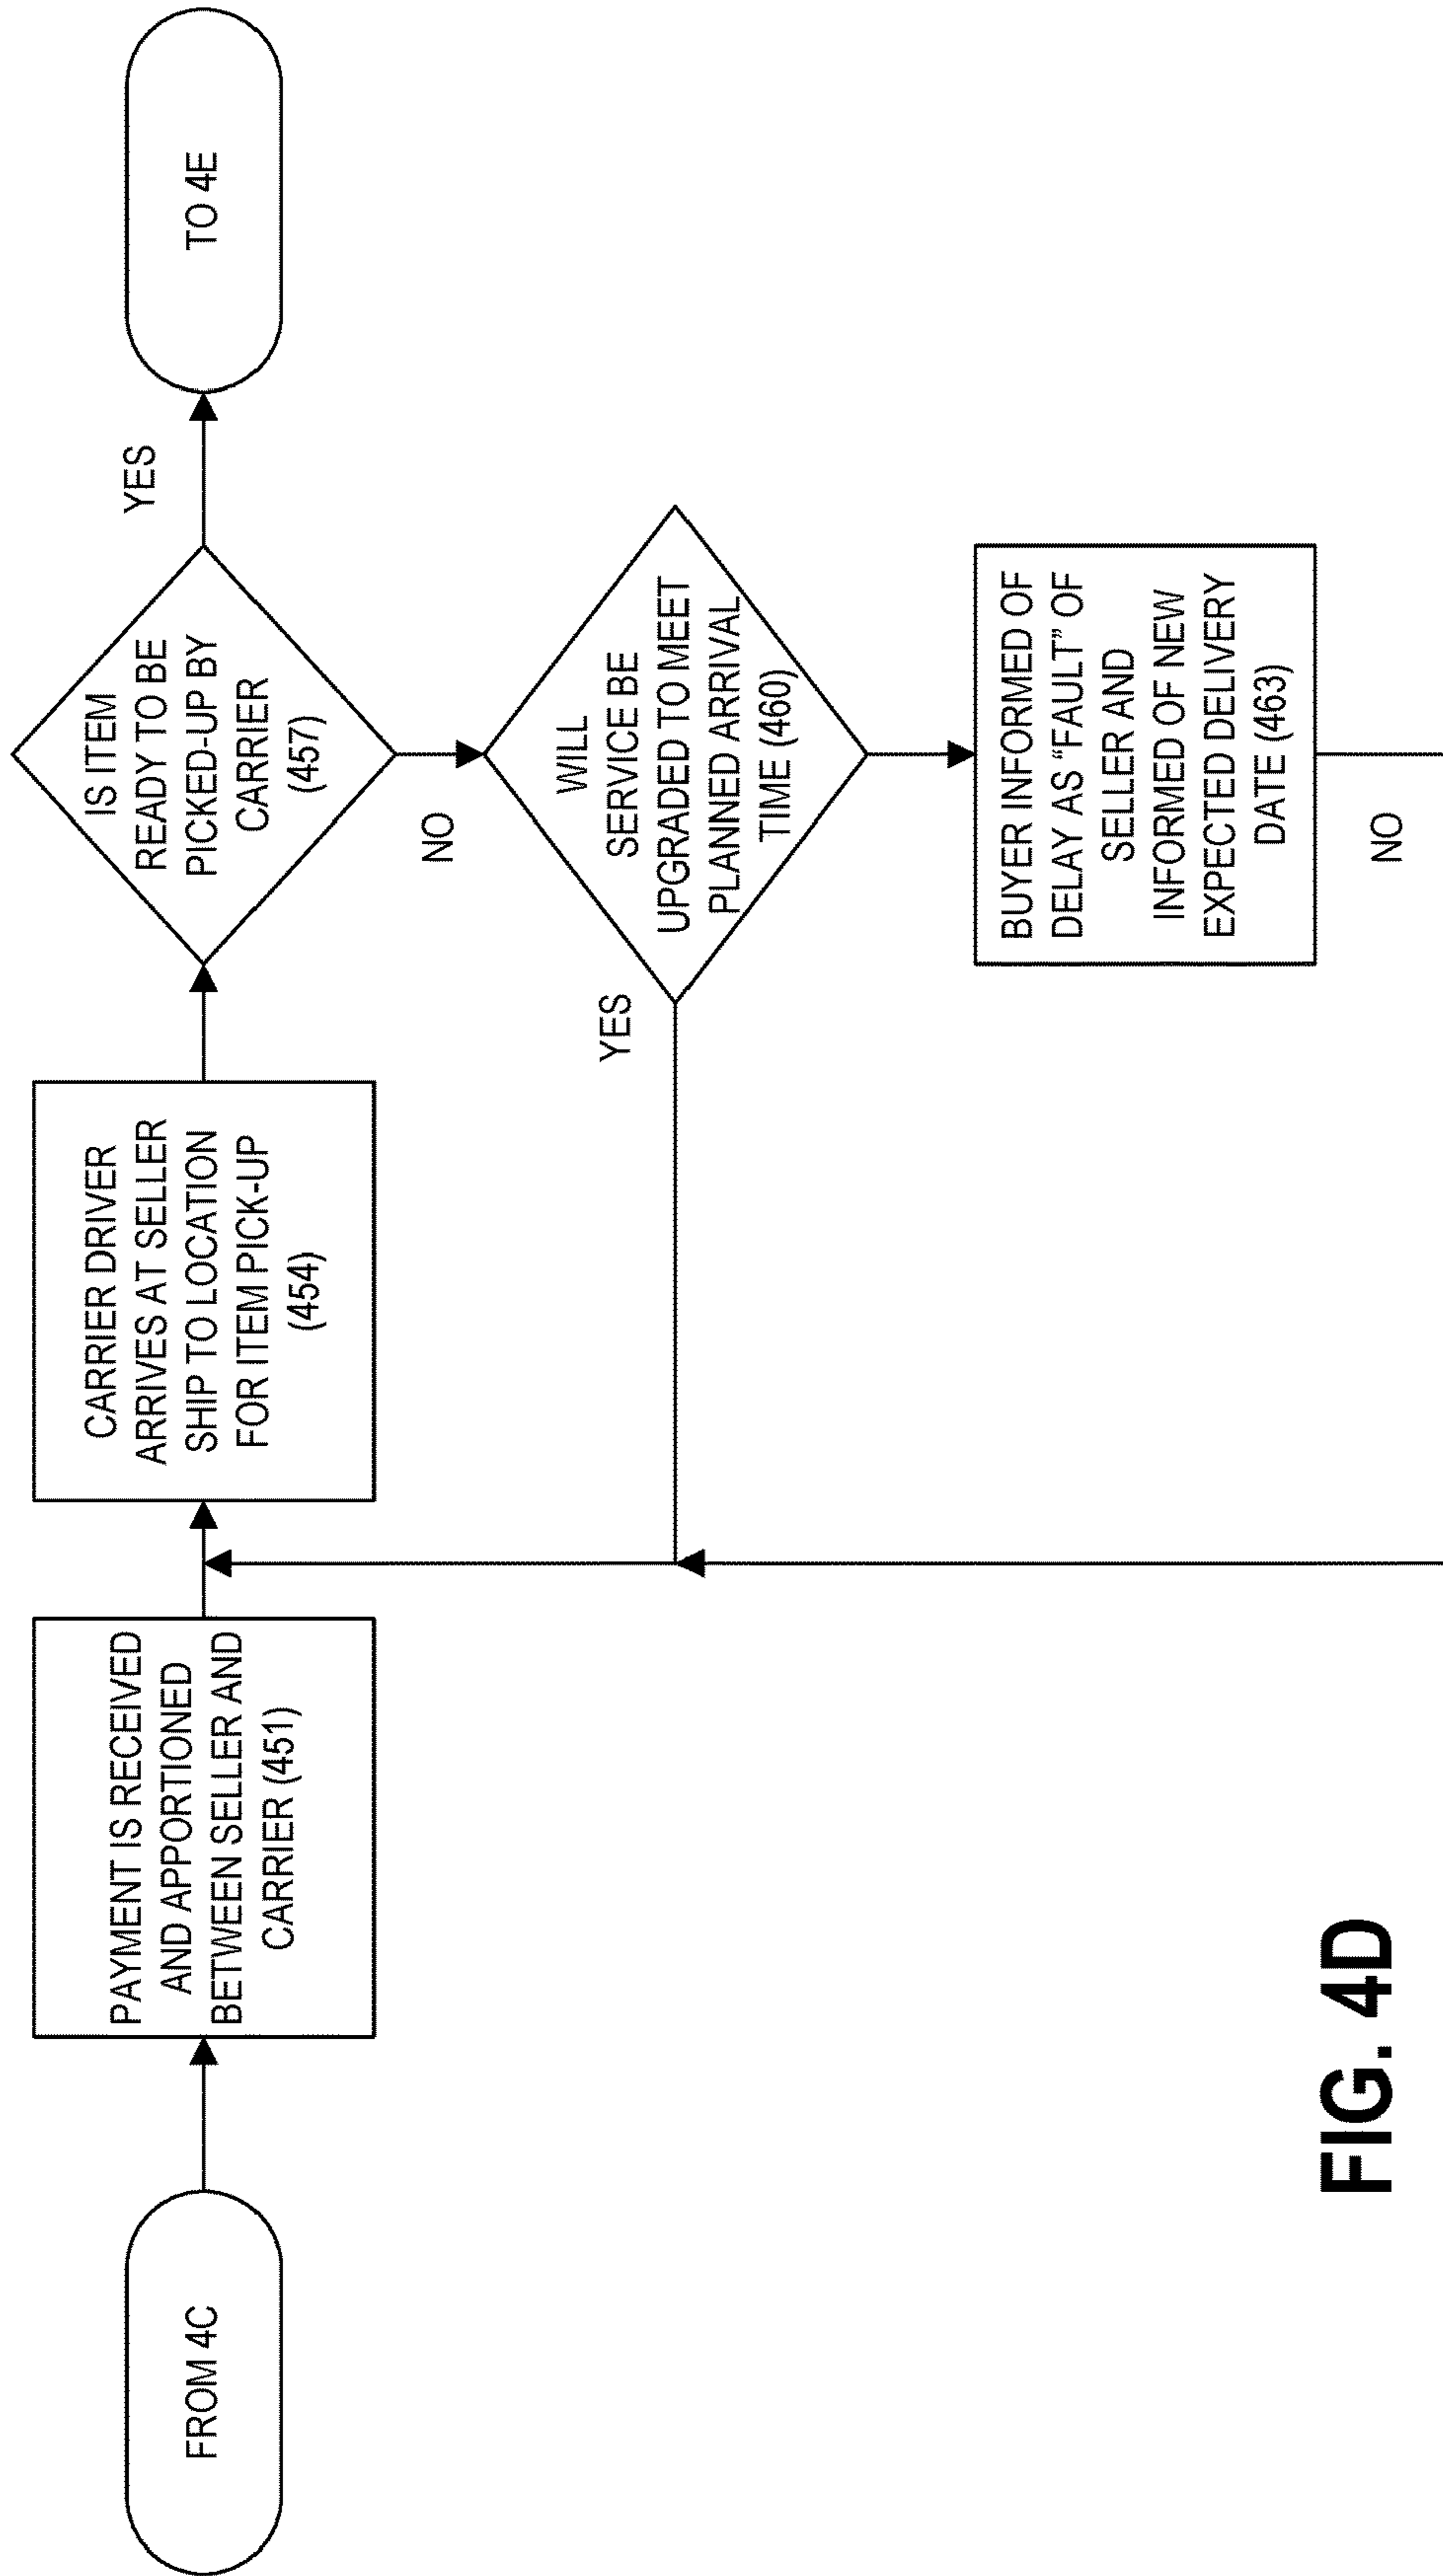 FROM 4C
PAYMENT IS RECEIVED
AND APPORTIONED
BETWEEN SELLER AND
CARRIER (451)
CARRIER DRIVER
ARRIVES AT SELLER
SHIP TO LOCATION
FOR ITEM PICK-UP
(454)
IS ITEM
READY TO BE
PICKED-UP BY
CARRIER
(457)
YES
TO 4E
NO
WILL
SERVICE BE
UPGRADED TO MEET
PLANNED ARRIVAL
TIME (460)
YES
BUYER INFORMED OF
DELAY AS “FAULT” OF
SELLER AND
INFORMED OF NEW
EXPECTED DELIVERY
DATE (463)
NO
FIG. 4D